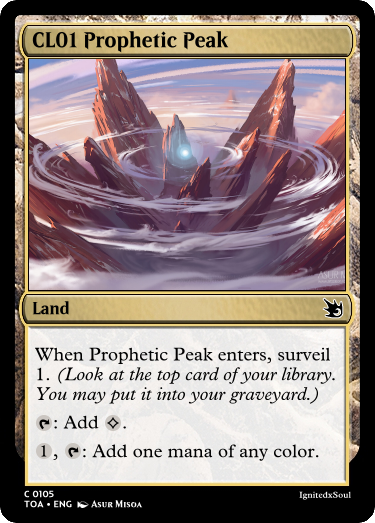 CL01 Prophetic Peak
Land
When Prophetic Peak enters, surveil
1. (Look at the top card of your library.
You may put it into your graveyard.)
: Add .
1, : Add one mana of any color.
C 0105
TOA • ENG Asur Misoa
IgnitedxSoul